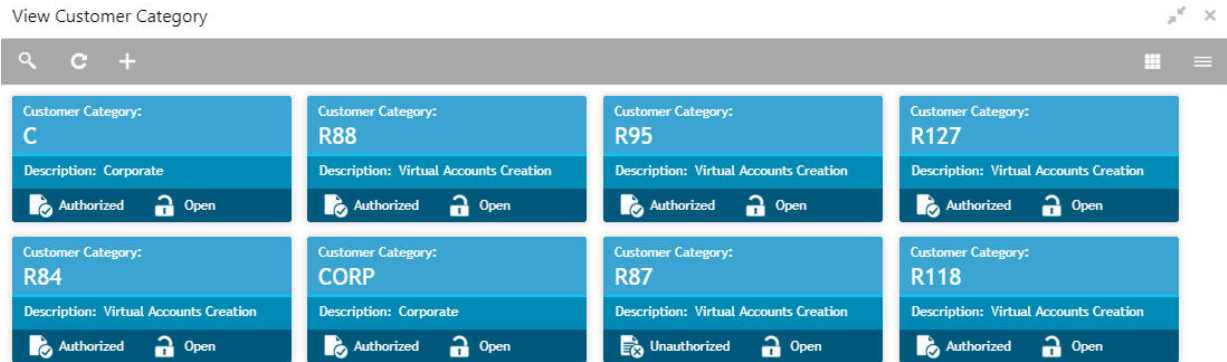 View Customer Category
Customer Category:
C
Description: Corporate
Authorized Open
Customer Category:
R88
Description: Virtual Accounts Creation
Authorized Open
Customer Category:
R95
Description: Virtual Accounts Creation
Authorized Open
Customer Category:
R127
Description: Virtual Accounts Creation
Authorized Open
Customer Category:
R84
Description: Virtual Accounts Creation
Authorized Open
Customer Category:
CORP
Description: Corporate
Authorized Open
Customer Category:
R87
Description: Virtual Accounts Creation
Unauthorized Open
Customer Category:
R118
Description: Virtual Accounts Creation
Authorized Open